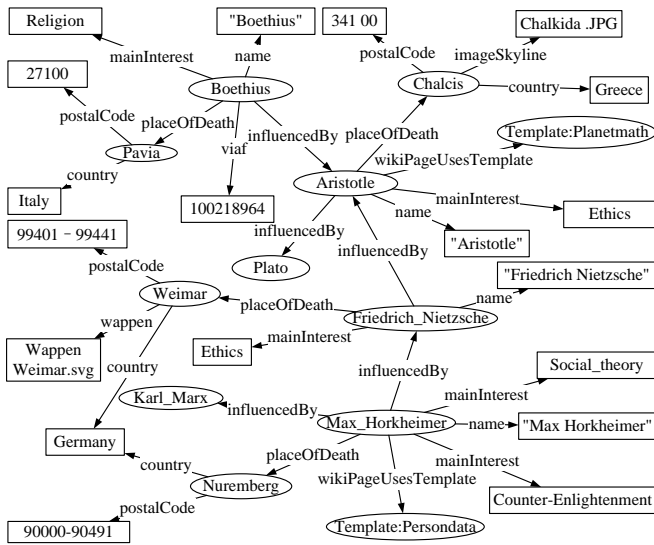 Religion
"Boethius"
341 00
Chalkida .JPG
mainInterest
name
postalCode
imageSkyline
27100
Boethius
Chalcis
country
Greece
postalCode
placeOfDeath
influencedBy
placeOfDeath
Template:Planetmath
viaf
wikiPageUsesTemplate
Pavia
country
Aristotle
mainInterest
Italy
100218964
name
Ethics
99401－99441
influencedBy
"Aristotle"
influencedBy
postalCode
Plato
"Friedrich Nietzsche"
Weimar
placeOfDeath
name
wappen
Friedrich_Nietzsche
mainInterest
Wappen
Weimar.svg
Ethics
country
influencedBy
Social_theory
Karl_Marx
mainInterest
influencedBy
Max_Horkheimer
name
"Max Horkheimer"
Germany
placeOfDeath
mainInterest
country
Nuremberg
wikiPageUsesTemplate
postalCode
Counter-Enlightenment
90000-90491
Template:Persondata